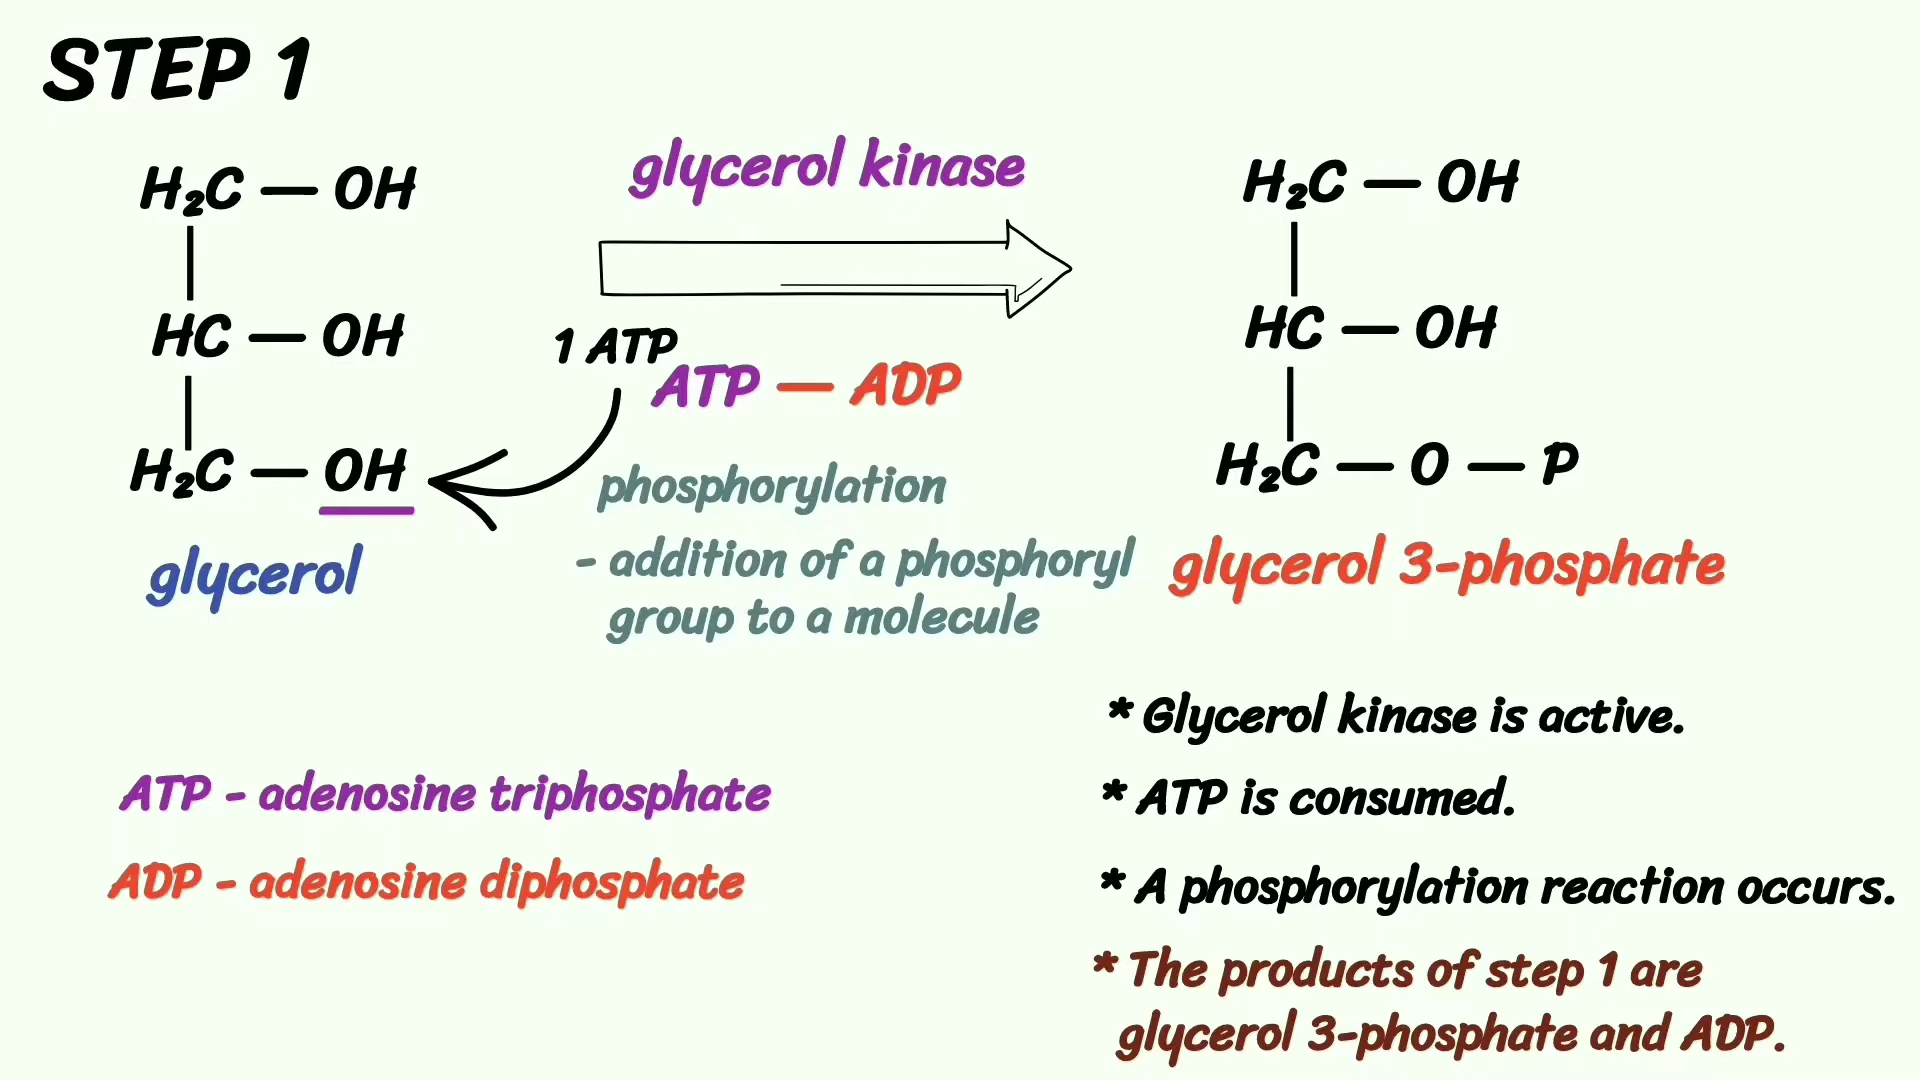 STEP 1
H₂C — OH
HC — OH
H₂C — OH
glycerol
glycerol kinase
1 ATP
ATP — ADP
phosphorylation
- addition of a phosphoryl
group to a molecule
H₂C — OH
HC — OH
H₂C — O — P
glycerol 3-phosphate
ATP - adenosine triphosphate
ADP - adenosine diphosphate
* Glycerol kinase is active.
* ATP is consumed.
* A phosphorylation reaction occurs.
* The products of step 1 are
glycerol 3-phosphate and ADP.